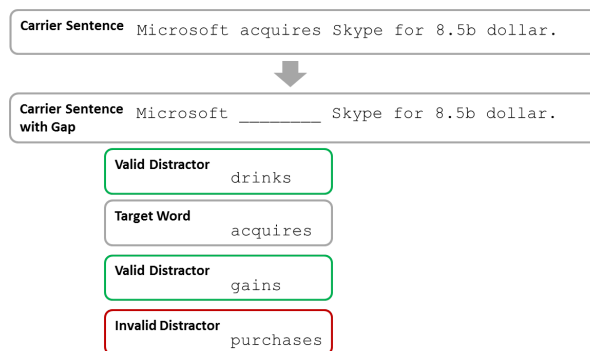 Carrier Sentence Microsoft acquires Skype for 8.5b dollar.
Carrier Sentence with Gap Microsoft ________ Skype for 8.5b dollar.
Valid Distractor
drinks
Target Word
acquires
Valid Distractor
gains
Invalid Distractor
purchases